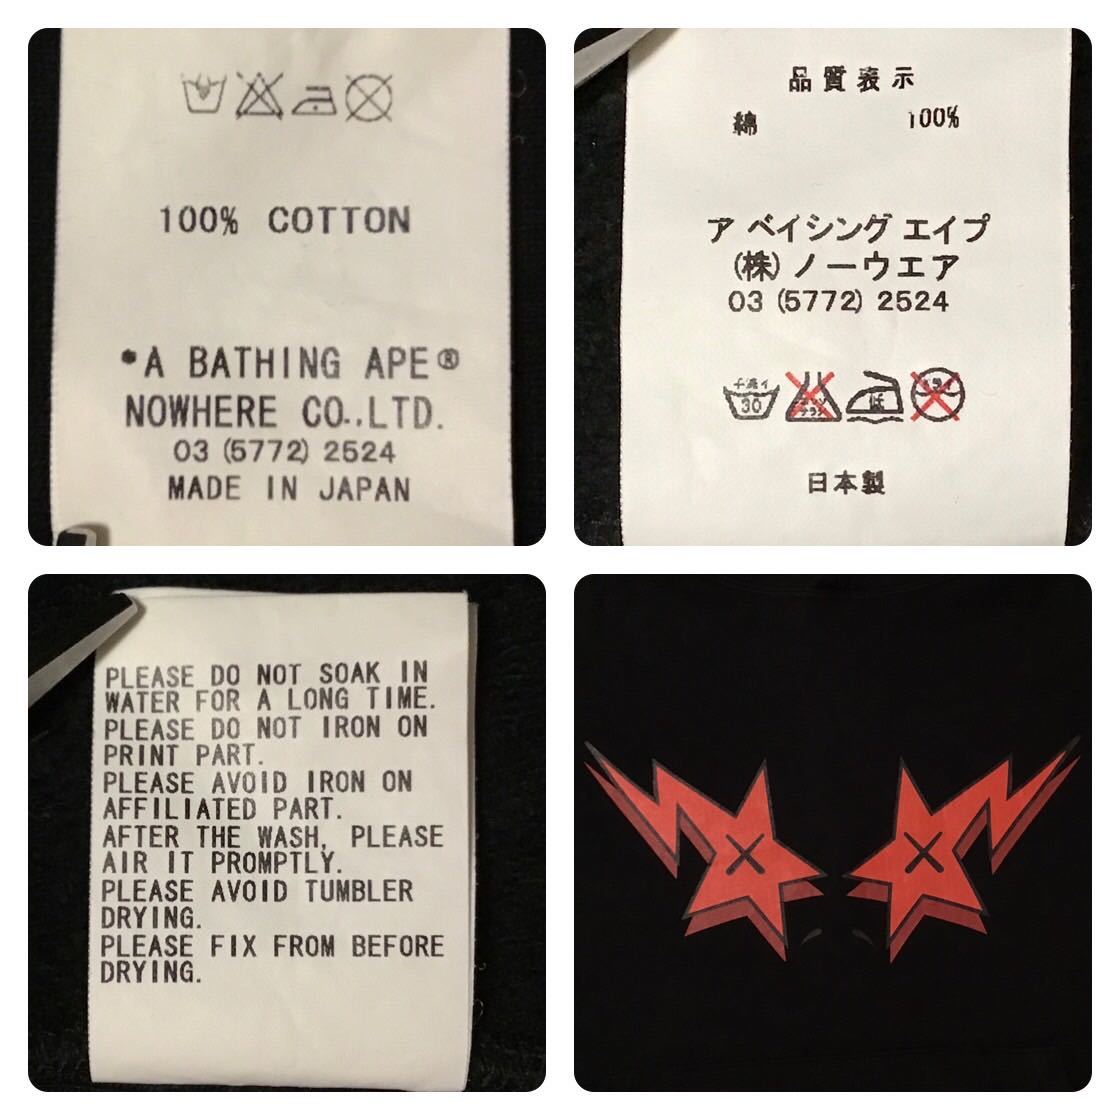 100% COTTON
*A BATHING APE®
NOWHERE CO.,LTD.
03 (5772) 2524
MADE IN JAPAN
品質表示
綿 100%
ア ベイシング エイプ
(株) ノーウエア
03 (5772) 2524
30 低
日本製
PLEASE DO NOT SOAK IN
WATER FOR A LONG TIME.
PLEASE DO NOT IRON ON
PRINT PART.
PLEASE AVOID IRON ON
AFFILIATED PART.
AFTER THE WASH, PLEASE
AIR IT PROMPTLY.
PLEASE AVOID TUMBLER
DRYING.
PLEASE FIX FROM BEFORE
DRYING.